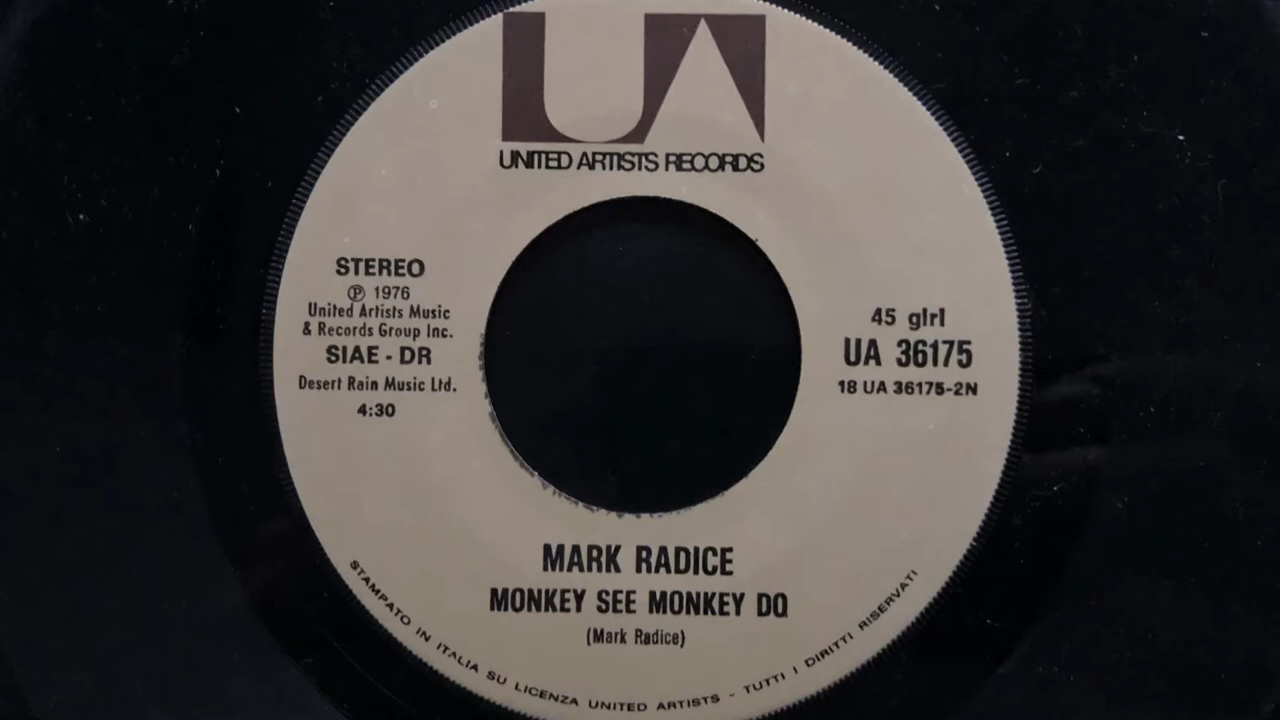 UA
UNITED ARTISTS RECORDS
STEREO
Ⓟ 1976
United Artists Music
& Records Group Inc.
SIAE - DR
Desert Rain Music Ltd.
4:30
45 giri
UA 36175
18 UA 36175-2N
MARK RADICE
MONKEY SEE MONKEY DO
(Mark Radice)
STAMPATO IN ITALIA SU LICENZA UNITED ARTISTS - TUTTI I DIRITTI RISERVATI